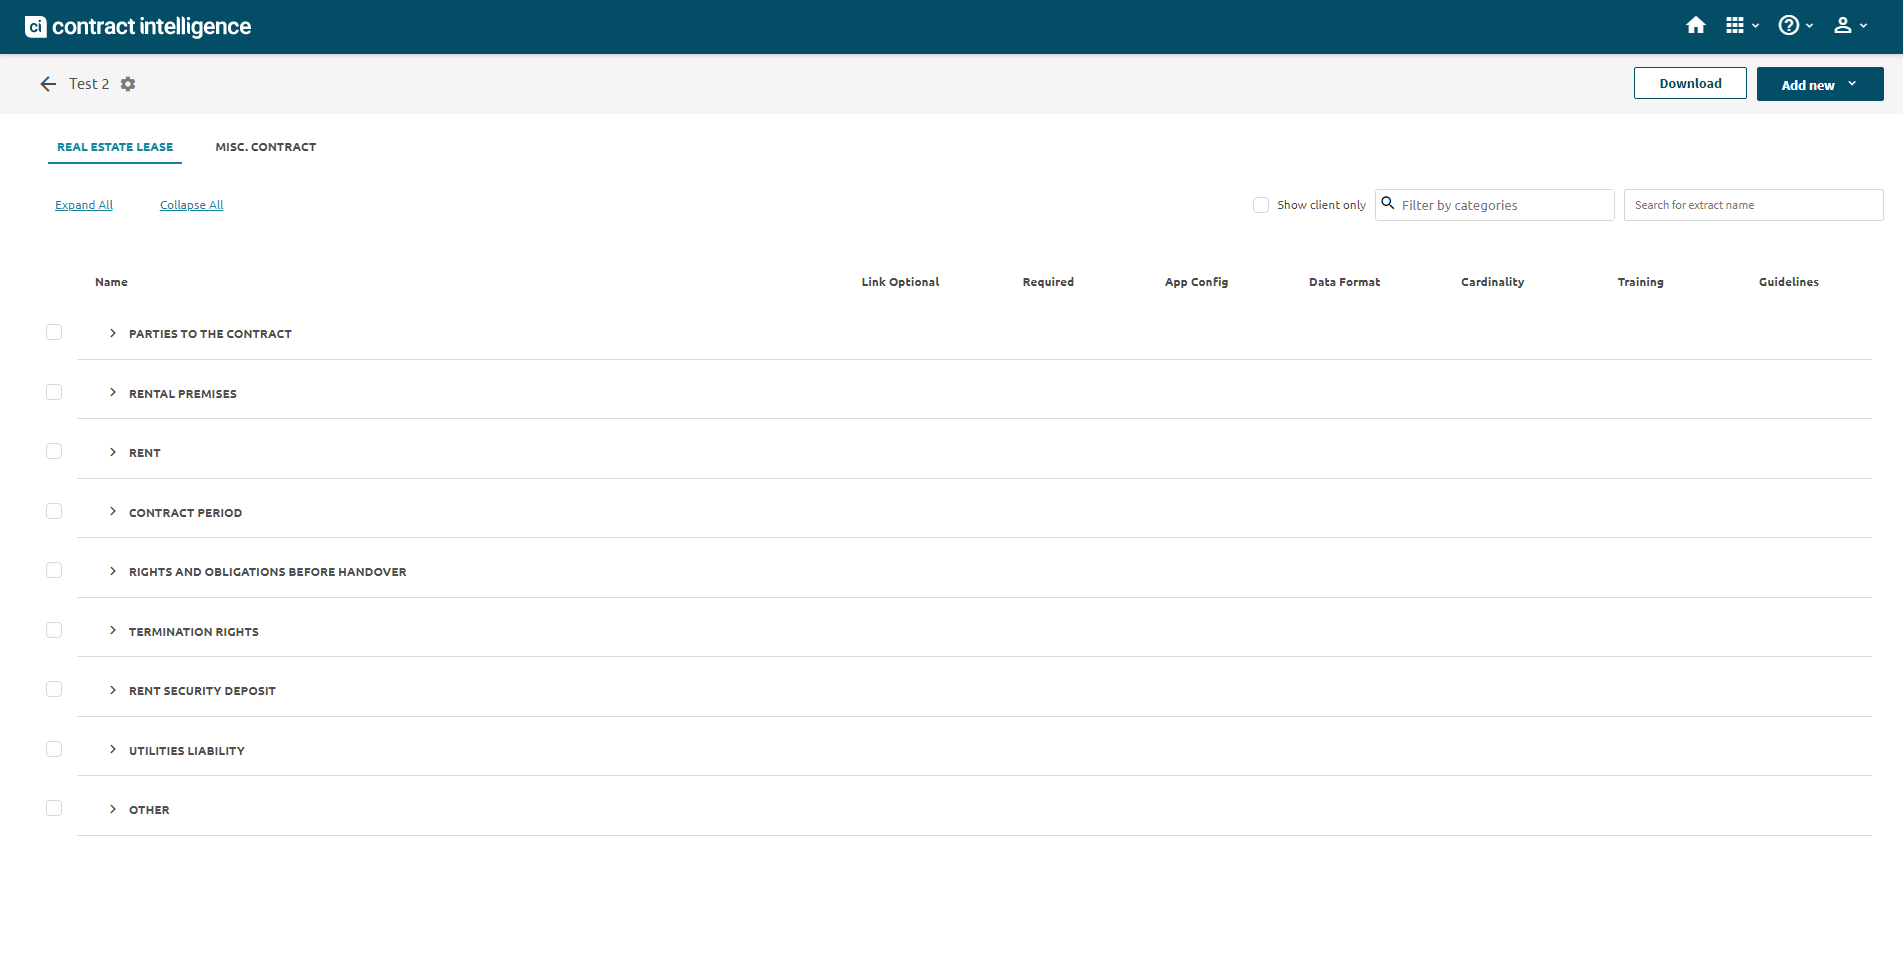 ci contract intelligence
Test 2
Download
Add new
REAL ESTATE LEASE
MISC. CONTRACT
Expand All
Collapse All
Show client only
Filter by categories
Search for extract name
Name
Link Optional
Required
App Config
Data Format
Cardinality
Training
Guidelines
PARTIES TO THE CONTRACT
RENTAL PREMISES
RENT
CONTRACT PERIOD
RIGHTS AND OBLIGATIONS BEFORE HANDOVER
TERMINATION RIGHTS
RENT SECURITY DEPOSIT
UTILITIES LIABILITY
OTHER